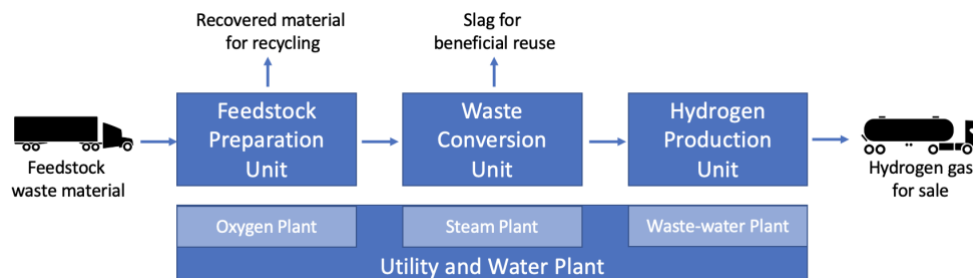 Recovered material
for recycling
Slag for
beneficial reuse
Feedstock
Preparation
Unit
Waste
Conversion
Unit
Hydrogen
Production
Unit
Feedstock
waste material
Hydrogen gas
for sale
Oxygen Plant
Steam Plant
Waste-water Plant
Utility and Water Plant